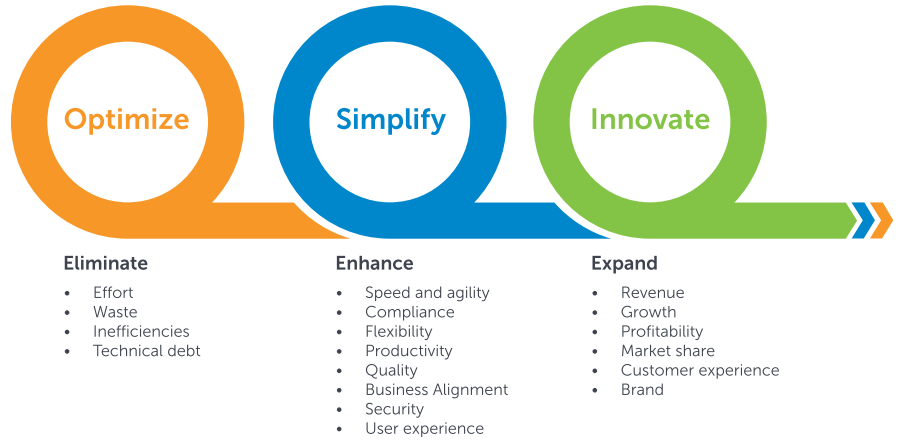 Optimize
Simplify
Innovate
Eliminate
• Effort
• Waste
• Inefficiencies
• Technical debt
Enhance
• Speed and agility
• Compliance
• Flexibility
• Productivity
• Quality
• Business Alignment
• Security
• User experience
Expand
• Revenue
• Growth
• Profitability
• Market share
• Customer experience
• Brand